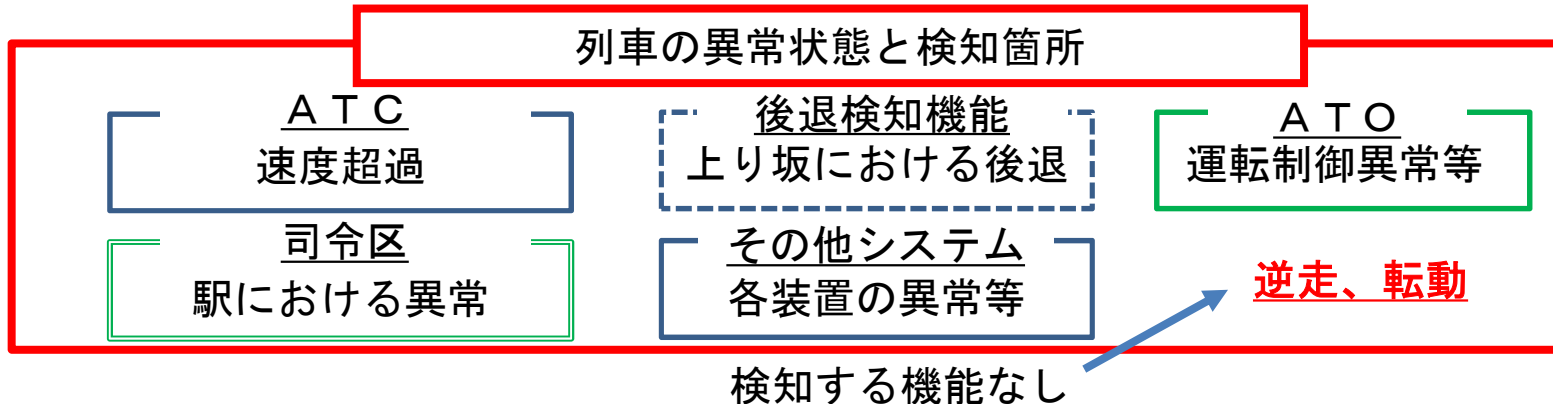 列車の異常状態と検知箇所
ＡＴＣ
速度超過
後退検知機能
上り坂における後退
ＡＴＯ
運転制御異常等
司令区
駅における異常
その他システム
各装置の異常等
逆走、転動
検知する機能なし